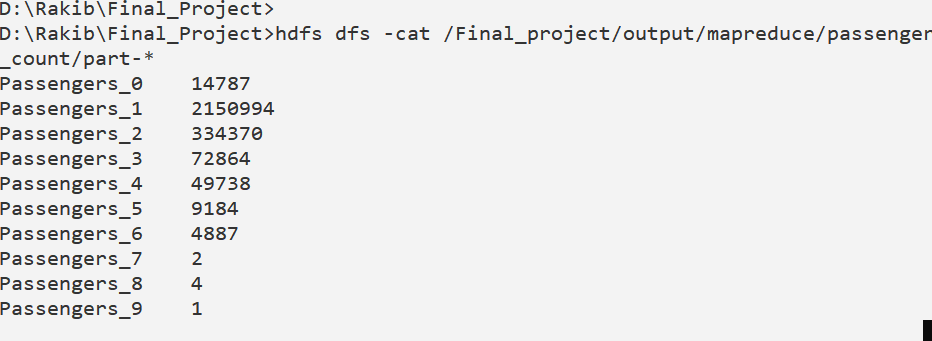 D:\Rakib\Final_Project>
D:\Rakib\Final_Project>hdfs dfs -cat /Final_project/output/mapreduce/passenger
_count/part-*
Passengers_0    14787
Passengers_1    2150994
Passengers_2    334370
Passengers_3    72864
Passengers_4    49738
Passengers_5    9184
Passengers_6    4887
Passengers_7    2
Passengers_8    4
Passengers_9    1